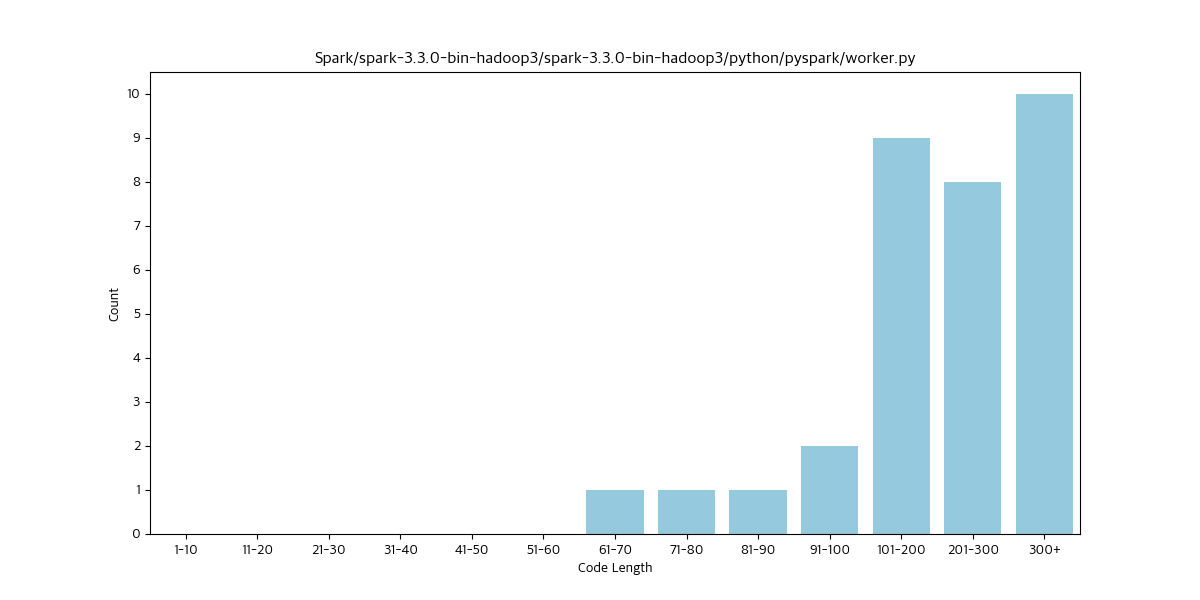 Spark/spark-3.3.0-bin-hadoop3/spark-3.3.0-bin-hadoop3/python/pyspark/worker.py
10
9
8
7
6
5
4
3
2
1
0
Count
1-10 11-20 21-30 31-40 41-50 51-60 61-70 71-80 81-90 91-100 101-200 201-300 300+
Code Length